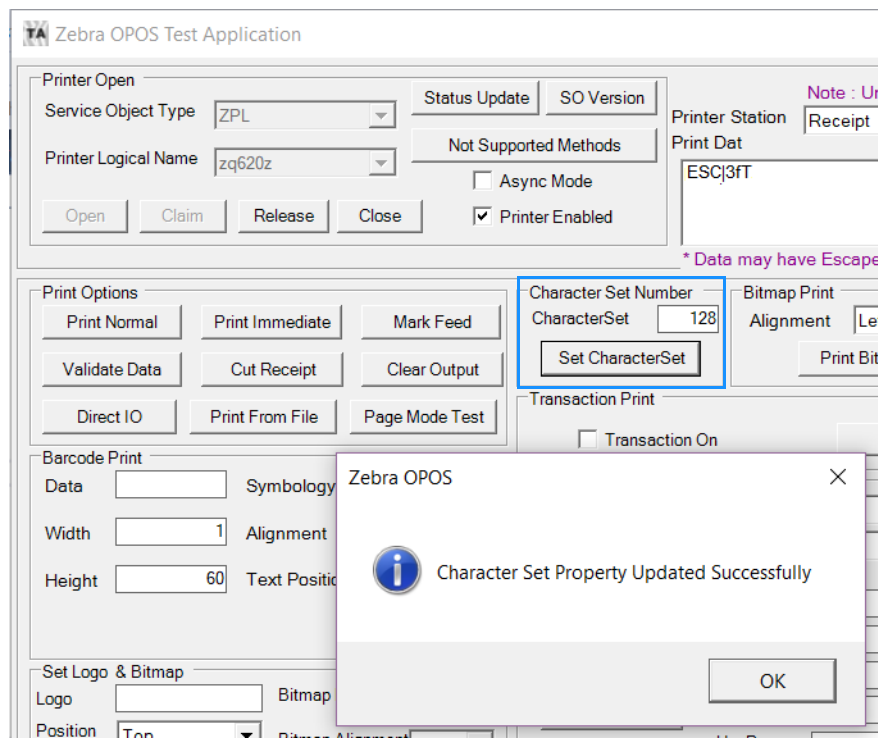 TA Zebra OPOS Test Application
Printer Open
Service Object Type ZPL
Status Update SO Version
Note : Ur
Printer Station Receipt
Printer Logical Name zq620z
Not Supported Methods
Print Dat
ESC|3fT
Async Mode
Open Claim Release Close
Printer Enabled
* Data may have Escape
Print Options
Print Normal Print Immediate Mark Feed
Validate Data Cut Receipt Clear Output
Direct IO Print From File Page Mode Test
Character Set Number
CharacterSet 128
Set CharacterSet
Bitmap Print
Alignment Le
Print Bit
Transaction Print
Transaction On
Barcode Print
Data Symbology
Width 1 Alignment
Height 60 Text Positio
Zebra OPOS
Character Set Property Updated Successfully
OK
Set Logo & Bitmap
Logo Bitmap
Position Top
Bitmap Alignment